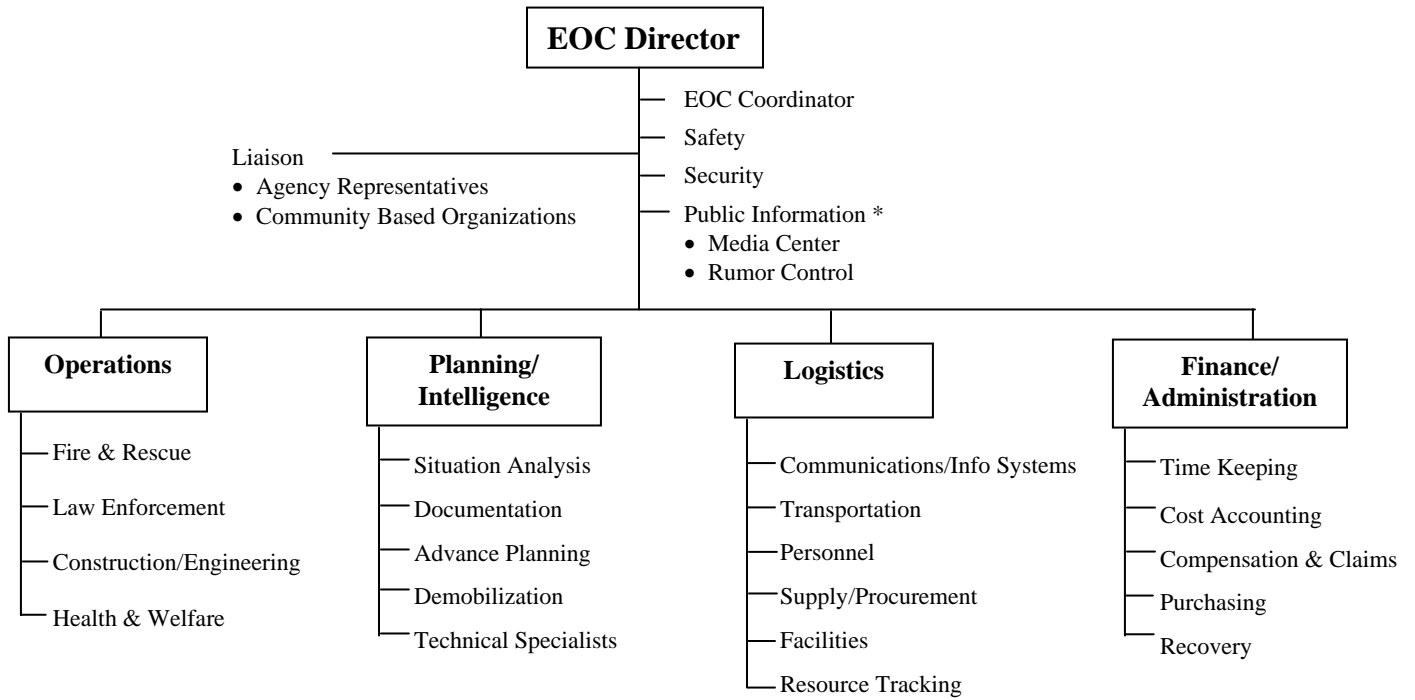 EOC Director
EOC Coordinator
Safety
Liaison
• Agency Representatives
• Community Based Organizations
Security
Public Information *
• Media Center
• Rumor Control
Operations
Fire & Rescue
Law Enforcement
Construction/Engineering
Health & Welfare
Planning/
Intelligence
Situation Analysis
Documentation
Advance Planning
Demobilization
Technical Specialists
Logistics
Communications/Info Systems
Transportation
Personnel
Supply/Procurement
Facilities
Resource Tracking
Finance/
Administration
Time Keeping
Cost Accounting
Compensation & Claims
Purchasing
Recovery